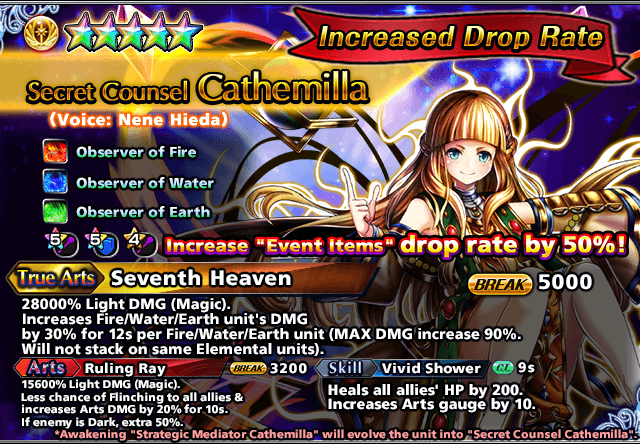 Increased Drop Rate
Secret Counsel Cathemilla
(Voice: Nene Hieda)
Observer of Fire
Observer of Water
Observer of Earth
5 5 4 Increase "Event Items" drop rate by 50%!
True Arts Seventh Heaven BREAK 5000
28000% Light DMG (Magic).
Increases Fire/Water/Earth unit's DMG
by 30% for 12s per Fire/Water/Earth unit (MAX DMG increase 90%.
Will not stack on same Elemental units).
Arts Ruling Ray BREAK 3200
15600% Light DMG (Magic).
Less chance of Flinching to all allies &
increases Arts DMG by 20% for 10s.
If enemy is Dark, extra 50%.
Skill Vivid Shower C.T. 9s
Heals all allies' HP by 200.
Increases Arts gauge by 10.
*Awakening "Strategic Mediator Cathemilla" will evolve the unit into "Secret Counsel Cathemilla".